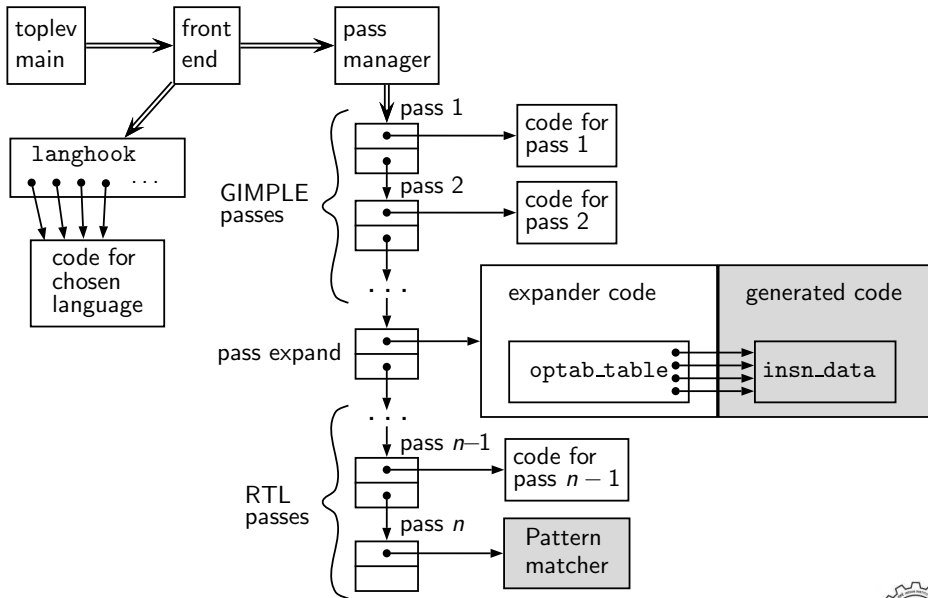 toplev
main
front
end
pass
manager
pass 1
code for
pass 1
langhook
. . .
GIMPLE
passes
pass 2
code for
pass 2
code for
chosen
language
. . .
expander code
generated code
pass expand
optab_table
insn_data
. . .
pass n–1
code for
pass n − 1
RTL
passes
pass n
Pattern
matcher